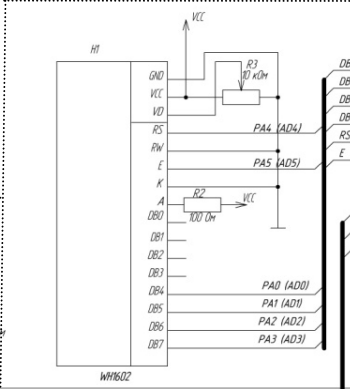 VCC
H1
GND
R3
10 кОм
VCC
VO
RS
PA4 (AD4)
RW
E
PA5 (AD5)
K
R2
A
VCC
100 Ом
DB0
DB1
DB2
DB3
DB4
PA0 (AD0)
DB5
PA1 (AD1)
DB6
PA2 (AD2)
DB7
PA3 (AD3)
WH1602
DB
DB
DB
DB
RS
E